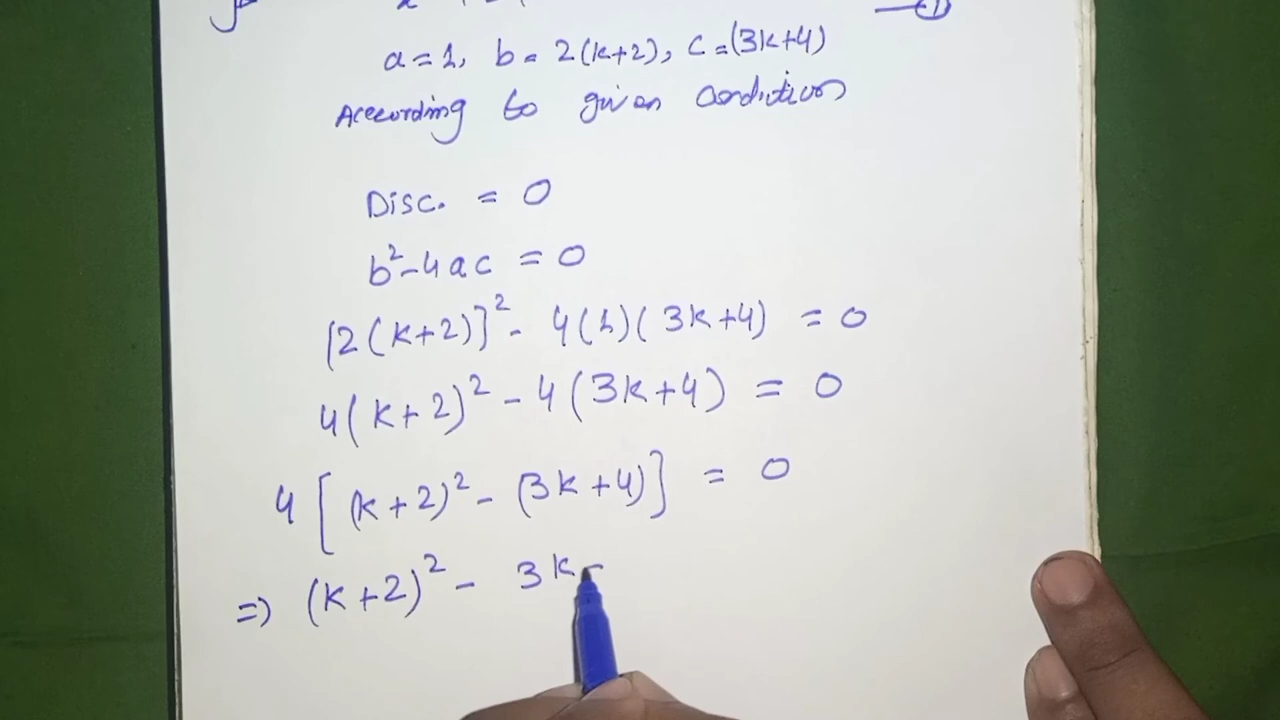 a = 1, b = 2(k+2), c = (3k+4)
According to given condition
Disc. = 0
b²-4ac = 0
[2(k+2)]² - 4(1)(3k+4) = 0
4(k+2)² - 4(3k+4) = 0
4[(k+2)² - (3k+4)] = 0
=> (k+2)² - 3k -